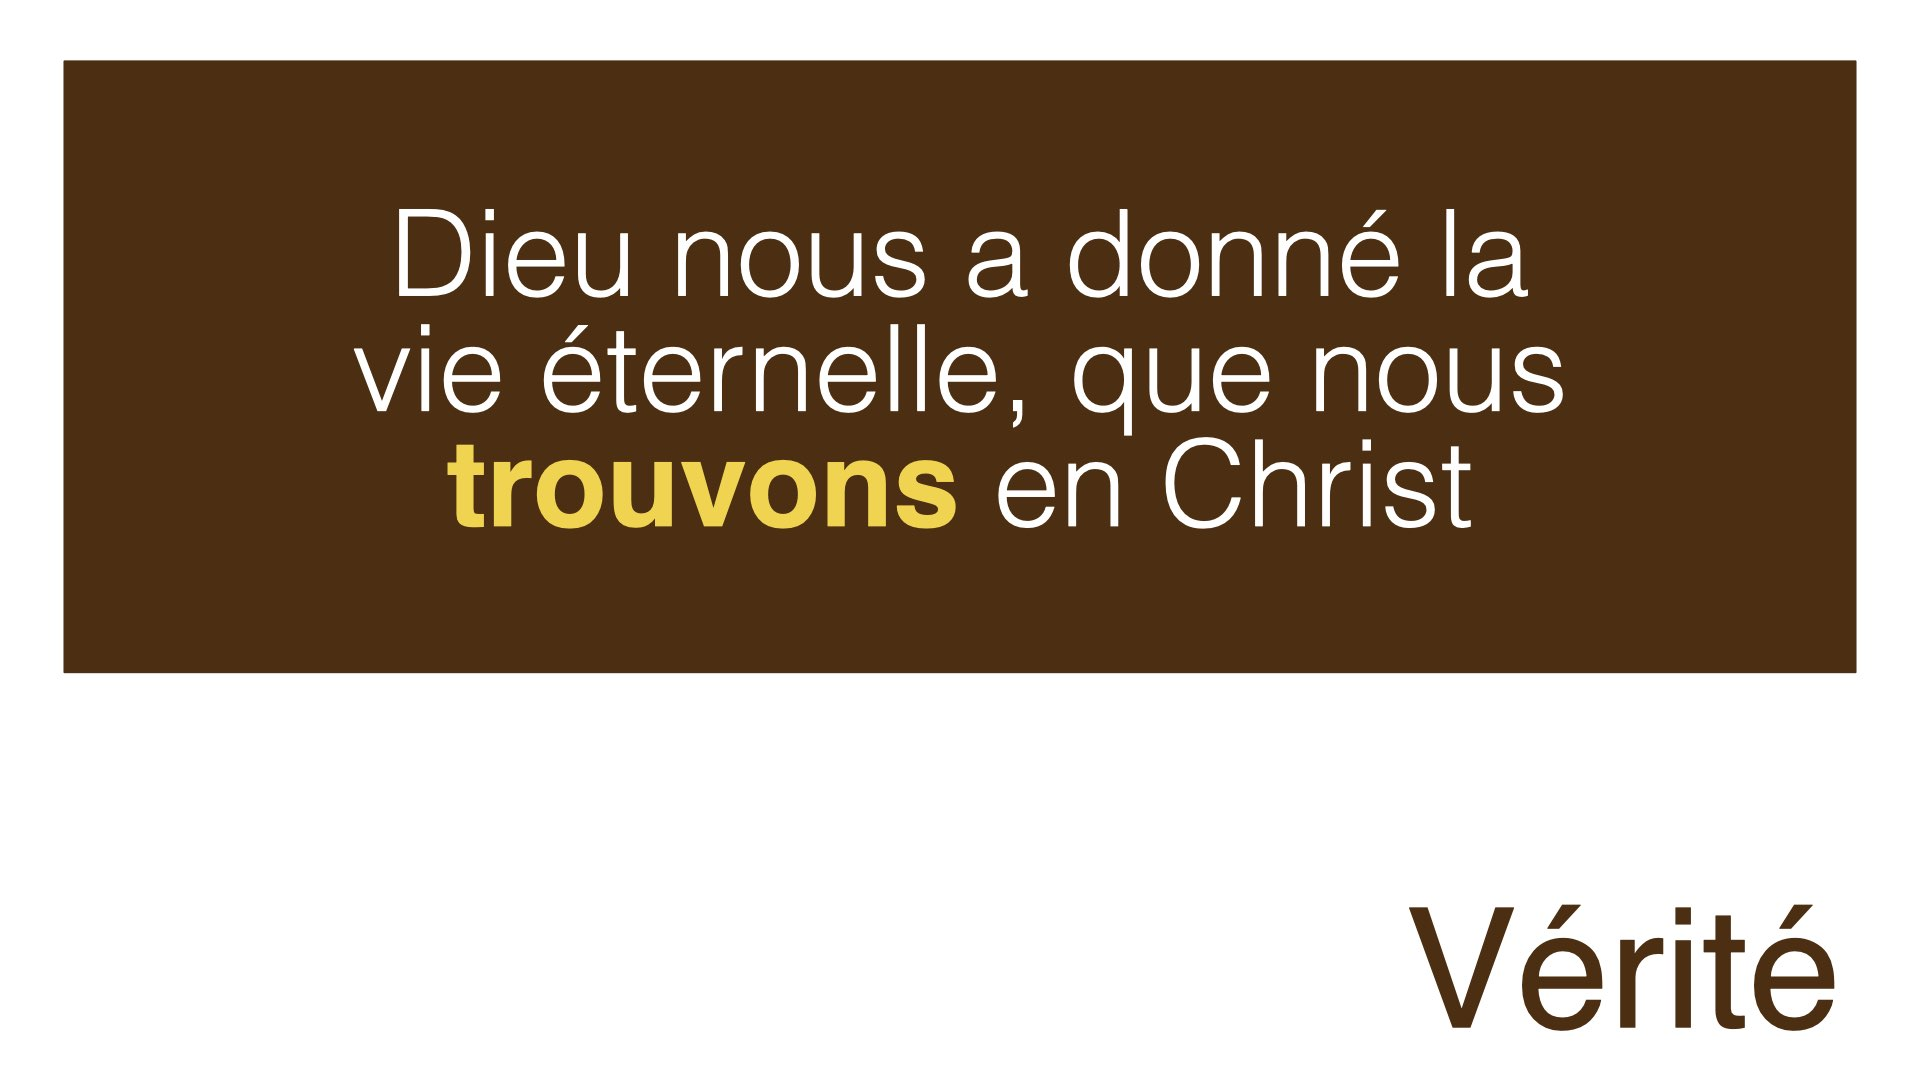 Dieu nous a donné la
vie éternelle, que nous
trouvons en Christ
Vérité